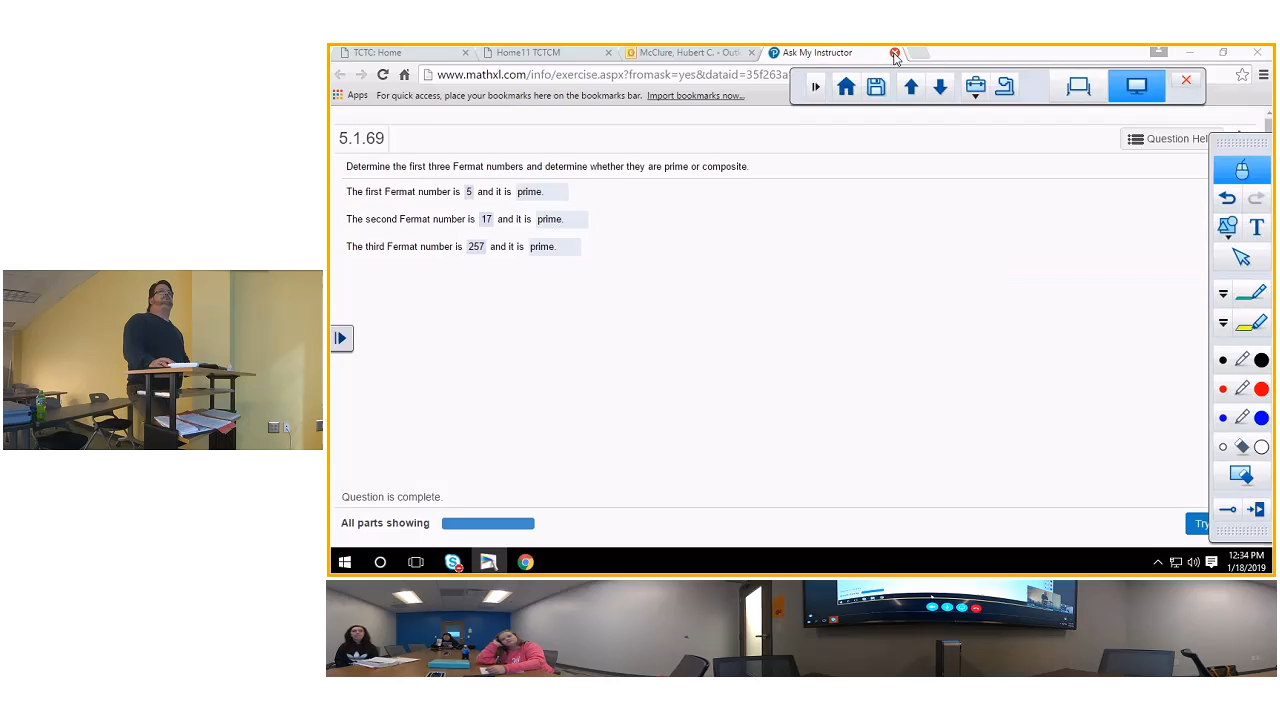 TCTC: Home
Home11 TCTCM
McClure, Hubert C. - Outl
Ask My Instructor
www.mathxl.com/info/exercise.aspx?fromask=yes&dataid=35f263a
Apps
For quick access, place your bookmarks here on the bookmarks bar. Import bookmarks now...
5.1.69
Question Hel
Determine the first three Fermat numbers and determine whether they are prime or composite.
The first Fermat number is 5 and it is prime.
The second Fermat number is 17 and it is prime.
The third Fermat number is 257 and it is prime.
T
Question is complete.
All parts showing
Try
12:34 PM
1/18/2019